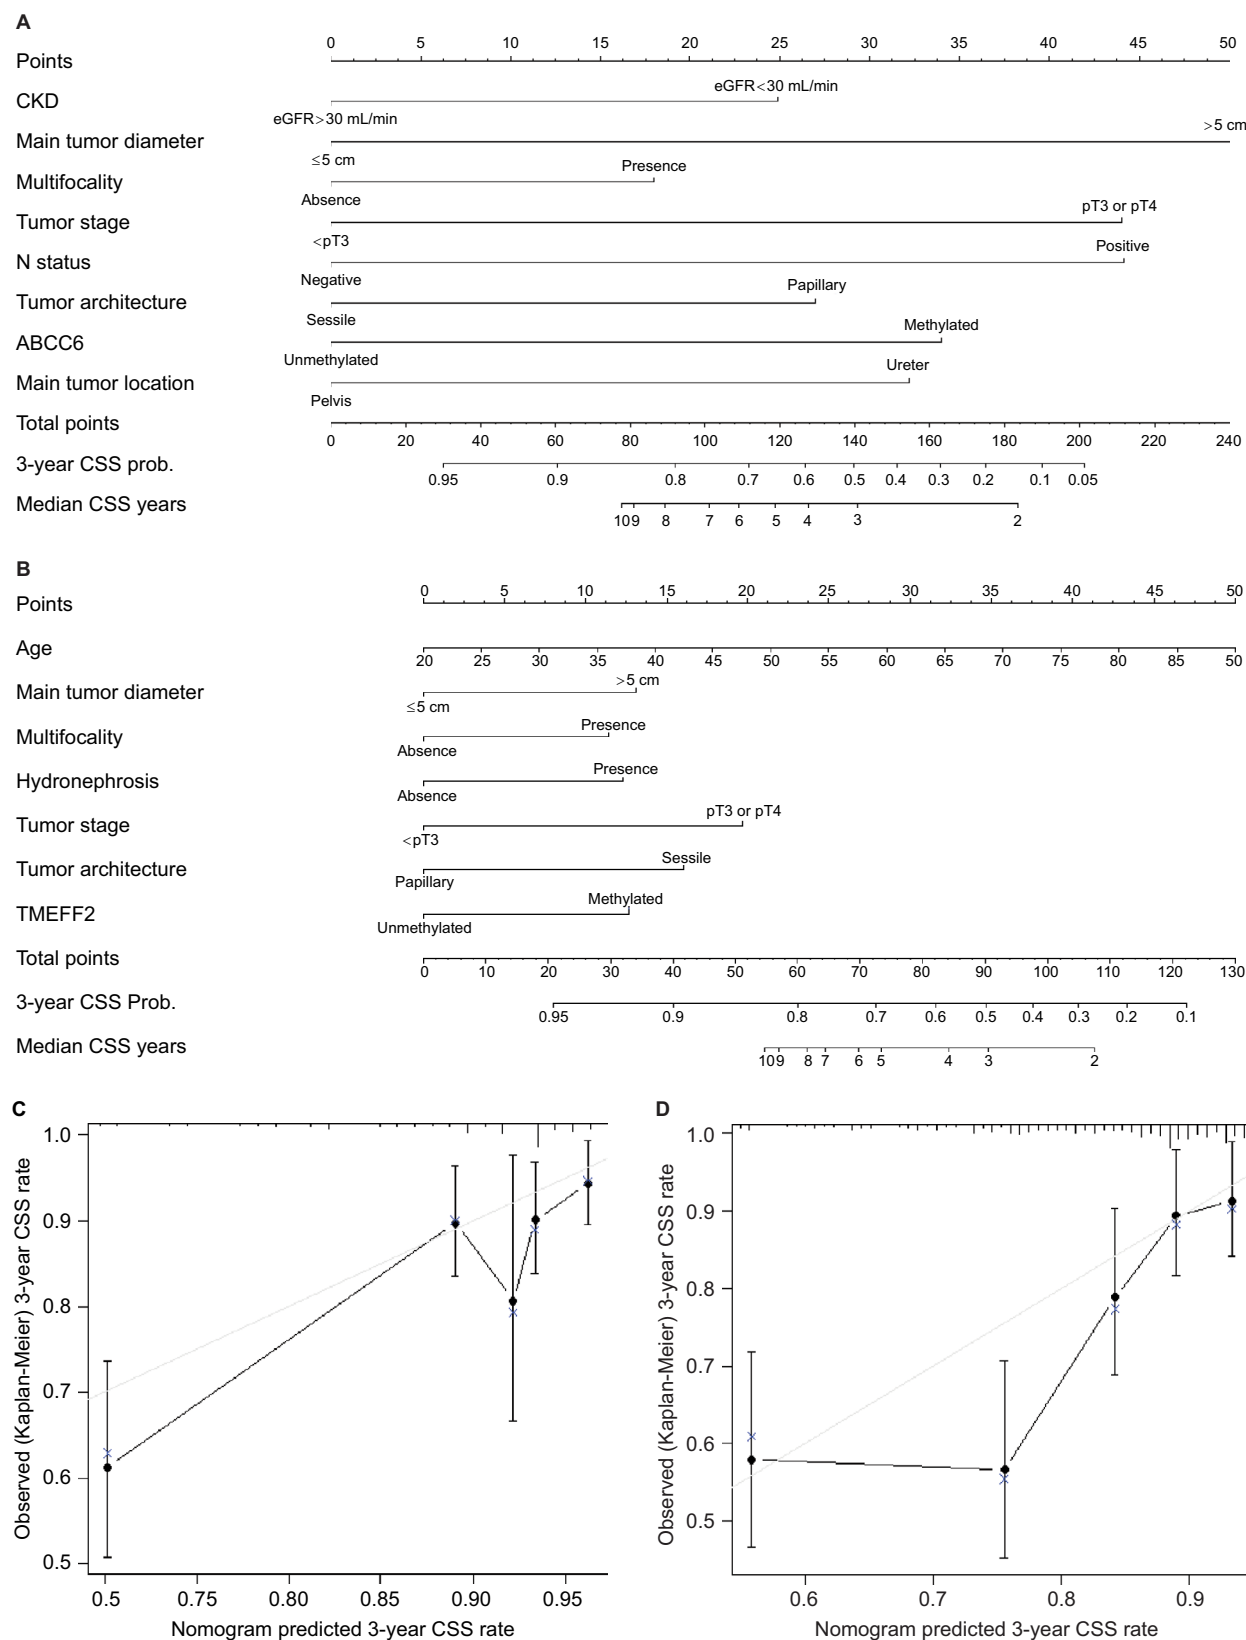 A
0 5 10 15 20 25 30 35 40 45 50
Points
eGFR<30 mL/min
CKD
eGFR>30 mL/min
>5 cm
Main tumor diameter
≤5 cm
Presence
Multifocality
Absence
pT3 or pT4
Tumor stage
<pT3
Positive
N status
Negative
Papillary
Tumor architecture
Sessile
Methylated
ABCC6
Unmethylated
Ureter
Main tumor location
Pelvis
Total points
0 20 40 60 80 100 120 140 160 180 200 220 240
3-year CSS prob.
0.95 0.9 0.8 0.7 0.6 0.5 0.4 0.3 0.2 0.1 0.05
Median CSS years
109 8 7 6 5 4 3 2
B
0 5 10 15 20 25 30 35 40 45 50
Points
Age
20 25 30 35 40 45 50 55 60 65 70 75 80 85 50
>5 cm
Main tumor diameter
≤5 cm
Presence
Multifocality
Absence
Presence
Hydronephrosis
Absence
pT3 or pT4
Tumor stage
<pT3
Sessile
Tumor architecture
Papillary
Methylated
TMEFF2
Unmethylated
Total points
0 10 20 30 40 50 60 70 80 90 100 110 120 130
3-year CSS Prob.
0.95 0.9 0.8 0.7 0.6 0.5 0.4 0.3 0.2 0.1
Median CSS years
109 8 7 6 5 4 3 2
C
Observed (Kaplan-Meier) 3-year CSS rate
1.0
0.9
0.8
0.7
0.6
0.5
0.5 0.75 0.80 0.85 0.90 0.95
Nomogram predicted 3-year CSS rate
D
Observed (Kaplan-Meier) 3-year CSS rate
1.0
0.9
0.8
0.7
0.6
0.5
0.6 0.7 0.8 0.9
Nomogram predicted 3-year CSS rate